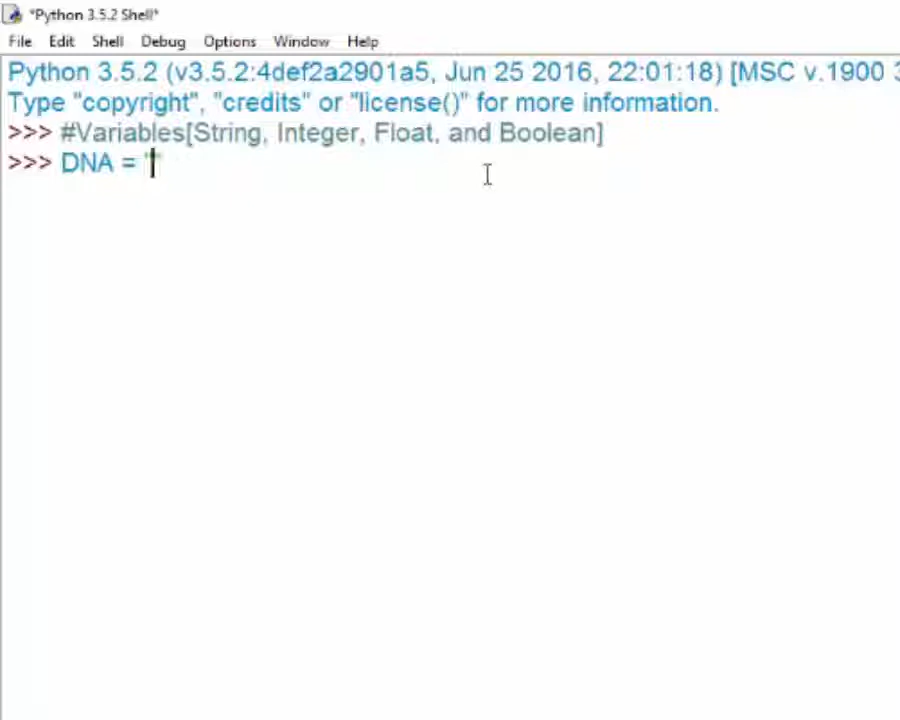 *Python 3.5.2 Shell*
File Edit Shell Debug Options Window Help
Python 3.5.2 (v3.5.2:4def2a2901a5, Jun 25 2016, 22:01:18) [MSC v.1900 3
Type "copyright", "credits" or "license()" for more information.
>>> #Variables[String, Integer, Float, and Boolean]
>>> DNA = "